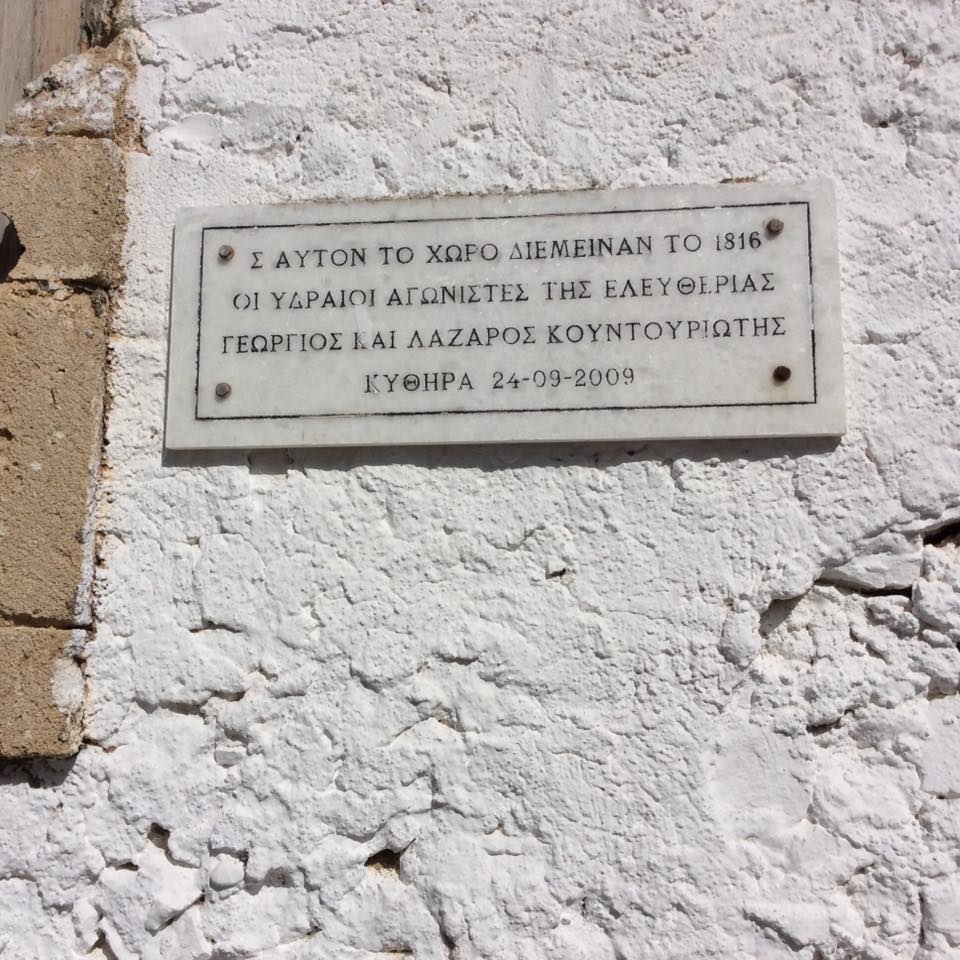 Σ ΑΥΤΟΝ ΤΟ ΧΩΡΟ ΔΙΕΜΕΙΝΑΝ ΤΟ 1816
ΟΙ ΥΔΡΑΙΟΙ ΑΓΩΝΙΣΤΕΣ ΤΗΣ ΕΛΕΥΘΕΡΙΑΣ
ΓΕΩΡΓΙΟΣ ΚΑΙ ΛΑΖΑΡΟΣ ΚΟΥΝΤΟΥΡΙΩΤΗΣ
ΚΥΘΗΡΑ 24-09-2009